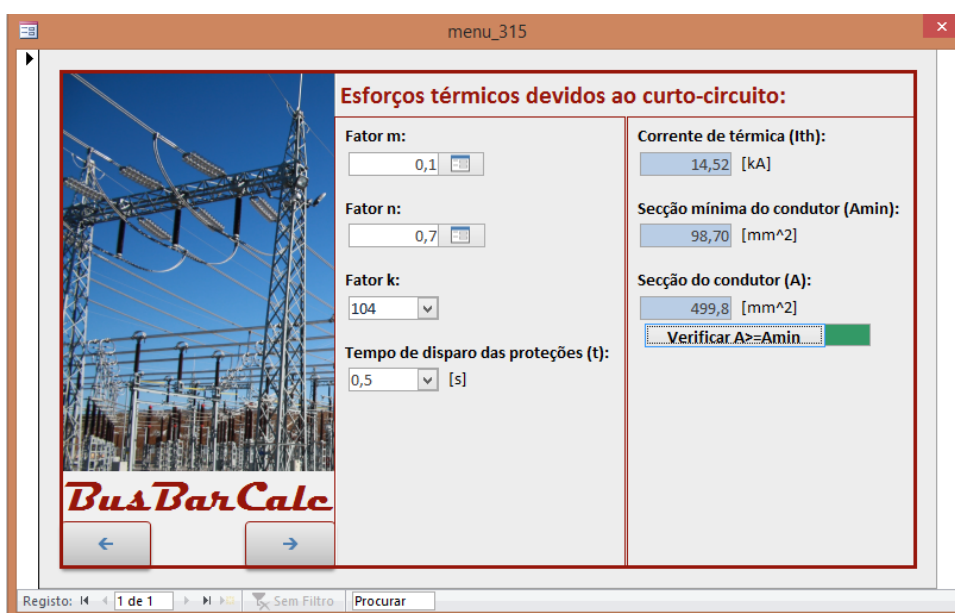 menu_315
Esforços térmicos devidos ao curto-circuito:
Fator m:
0,1
Fator n:
0,7
Fator k:
104
Tempo de disparo das proteções (t):
0,5 [s]
Corrente de térmica (Ith):
14,52 [kA]
Secção mínima do condutor (Amin):
98,70 [mm^2]
Secção do condutor (A):
499,8 [mm^2]
Verificar A>=Amin
BusBarCalc
Registo: 1 de 1 Sem Filtro Procurar